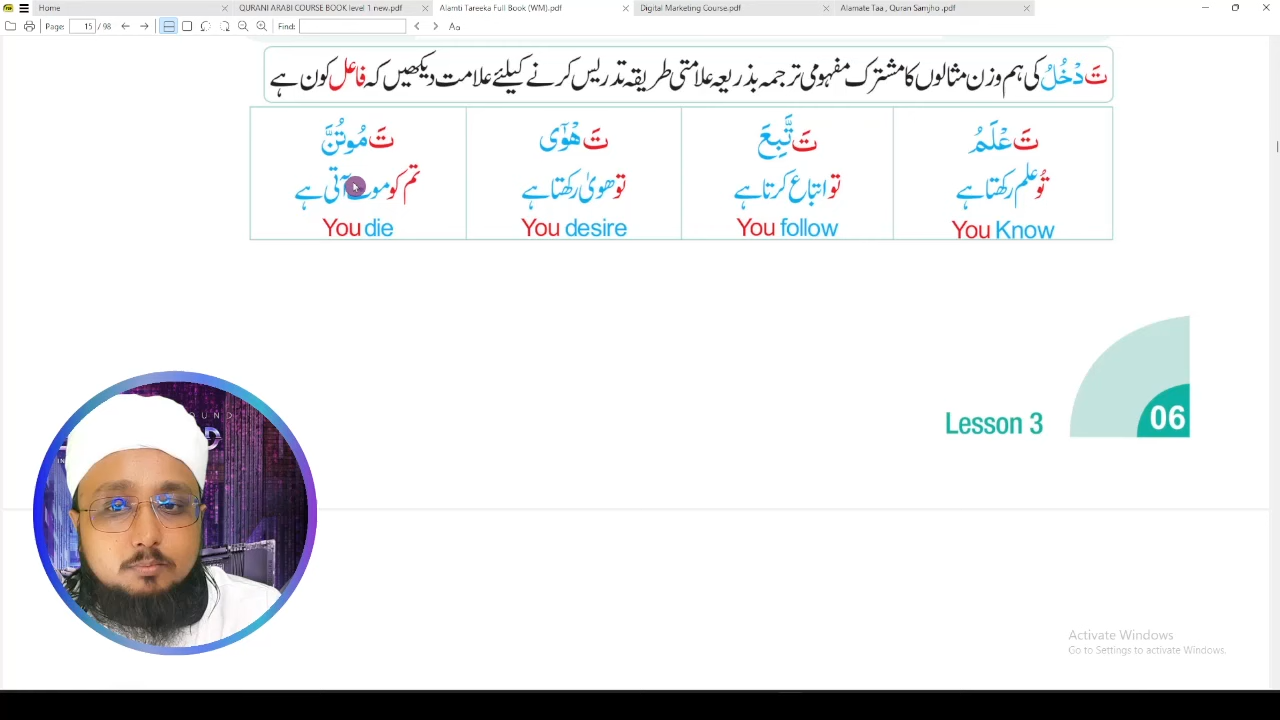 Home
QURANI ARABI COURSE BOOK level 1 new.pdf
Alamti Tareeka Full Book (WM).pdf
Digital Marketing Course.pdf
Alamate Taa , Quran Samjho .pdf
Page: 15 / 98
Find:
Aa
تَدْخُلُ کی ہم وزن مثالوں کا مشترک مفہومی ترجمہ بذریعہ علامتی طریقہ تدریس کرنے کیلئے علامت دیکھیں کہ فاعل کون ہے
تَعْلَمُ
تُو علم رکھتا ہے
You Know
تَتَّبِعَ
تو اتباع کرتا ہے
You follow
تَهْوٰٓی
تو ھویٰ رکھتا ہے
You desire
تَمُوتُنَّ
تم کو موت آتی ہے
You die
Lesson 3
06
Activate Windows
Go to Settings to activate Windows.